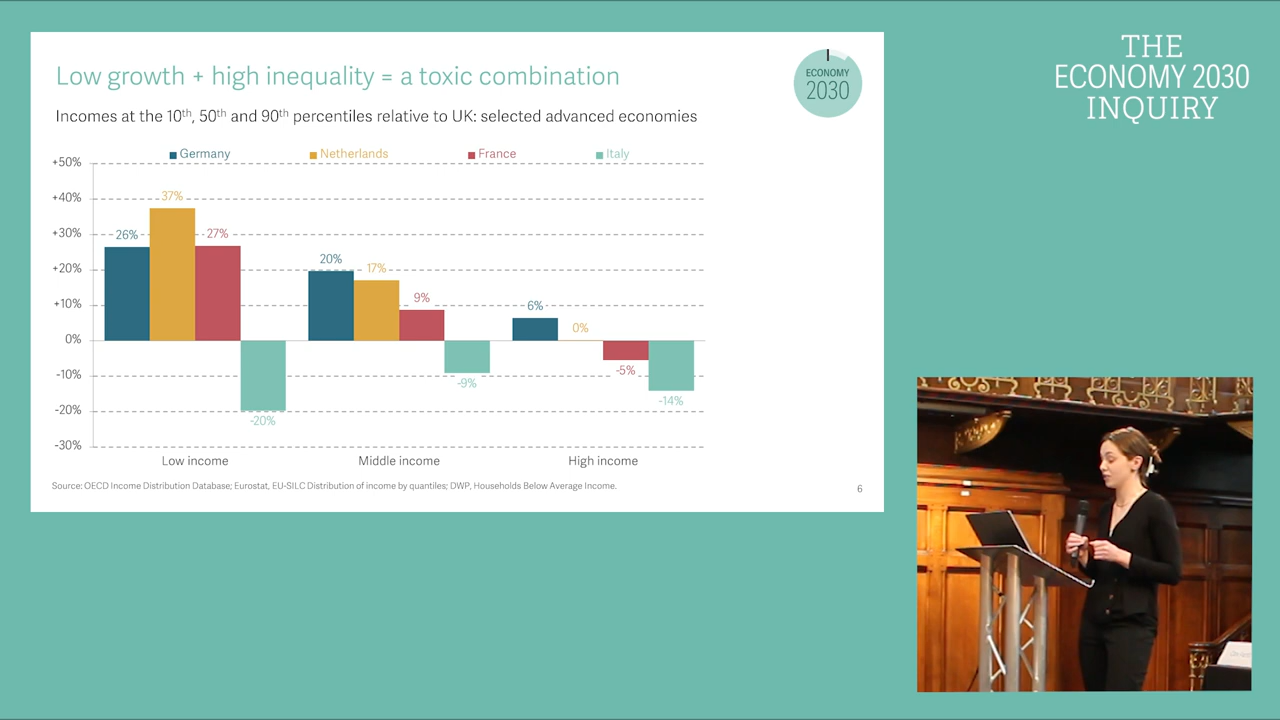 THE
ECONOMY 2030
INQUIRY
Low growth + high inequality = a toxic combination
ECONOMY
2030
Incomes at the 10th, 50th and 90th percentiles relative to UK: selected advanced economies
Germany Netherlands France Italy
+50%
+40%
+30%
+20%
+10%
0%
-10%
-20%
-30%
26% 37% 27% -20%
20% 17% 9% -9%
6% 0% -5% -14%
Low income Middle income High income
Source: OECD Income Distribution Database; Eurostat, EU-SILC Distribution of income by quantiles; DWP, Households Below Average Income.
6